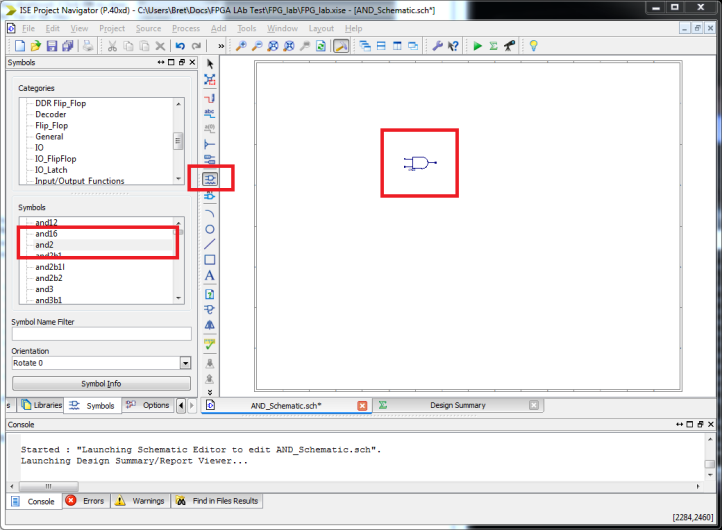 ISE Project Navigator (P.40xd) - C:\Users\Bret\Docs\FPGA LAb Test\FPG_lab\FPG_lab.xise - [AND_Schematic.sch*]
File Edit View Project Source Process Add Tools Window Layout Help
Symbols
Categories
DDR Flip_Flop
Decoder
Flip_Flop
General
IO
IO_FlipFlop
IO_Latch
Input/Output Functions
Symbols
and12
and16
and2
and2b1
and2b1l
and2b2
and3
and3b1
Symbol Name Filter
Orientation
Rotate 0
Symbol Info
s Libraries Symbols Options
AND_Schematic.sch* Design Summary
Console
Started : "Launching Schematic Editor to edit AND_Schematic.sch".
Launching Design Summary/Report Viewer...
Console Errors Warnings Find in Files Results
[2284,2460]